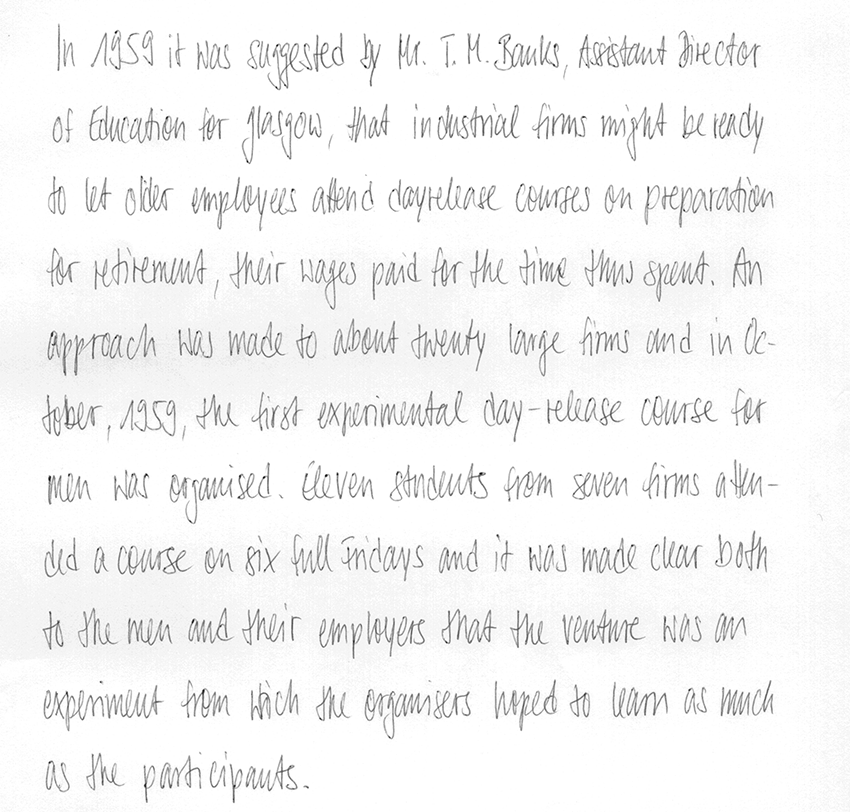 In 1959 it was suggested by Mr. T. M. Banks, Assistant Director
of Education for Glasgow, that industrial firms might be ready
to let older employees attend dayrelease courses on preparation
for retirement, their wages paid for the time thus spent. An
approach was made to about twenty large firms and in Oc-
tober, 1959, the first experimental day-release course for
men was organised. Eleven students from seven firms atten-
ded a course on six full Fridays and it was made clear both
to the men and their employers that the venture was an
experiment from wich the organisers hoped to learn as much
as the participants.